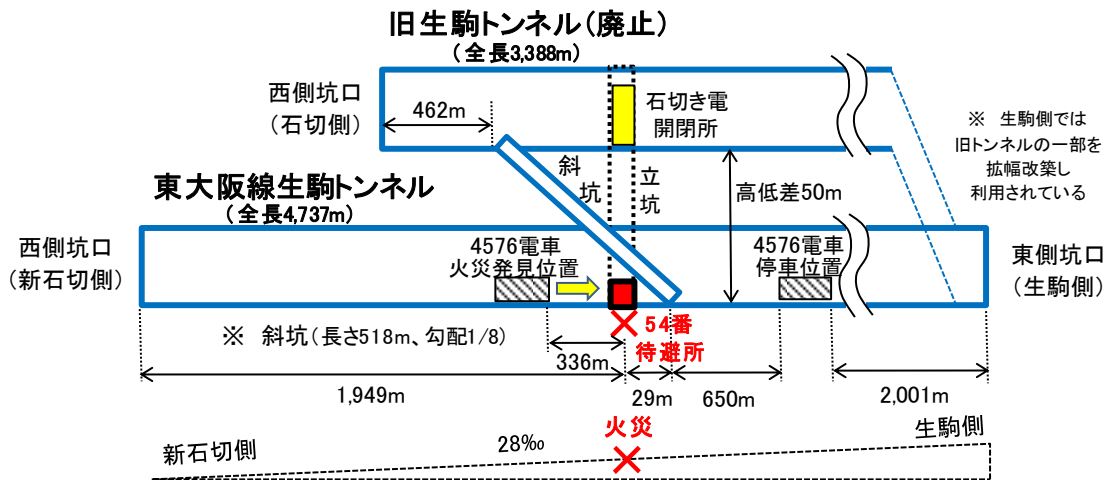 旧生駒トンネル（廃止）
（全長3,388m）
西側坑口
（石切側）
462m
石切き電
開閉所
※ 生駒側では
旧トンネルの一部を
拡幅改築し
利用されている
斜坑
立坑
高低差50m
東大阪線生駒トンネル
（全長4,737m）
西側坑口
（新石切側）
4576電車
火災発見位置
4576電車
停車位置
東側坑口
（生駒側）
※ 斜坑（長さ518m、勾配1/8）
54番
待避所
336m
1,949m
29m
650m
2,001m
火災
新石切側
28‰
生駒側